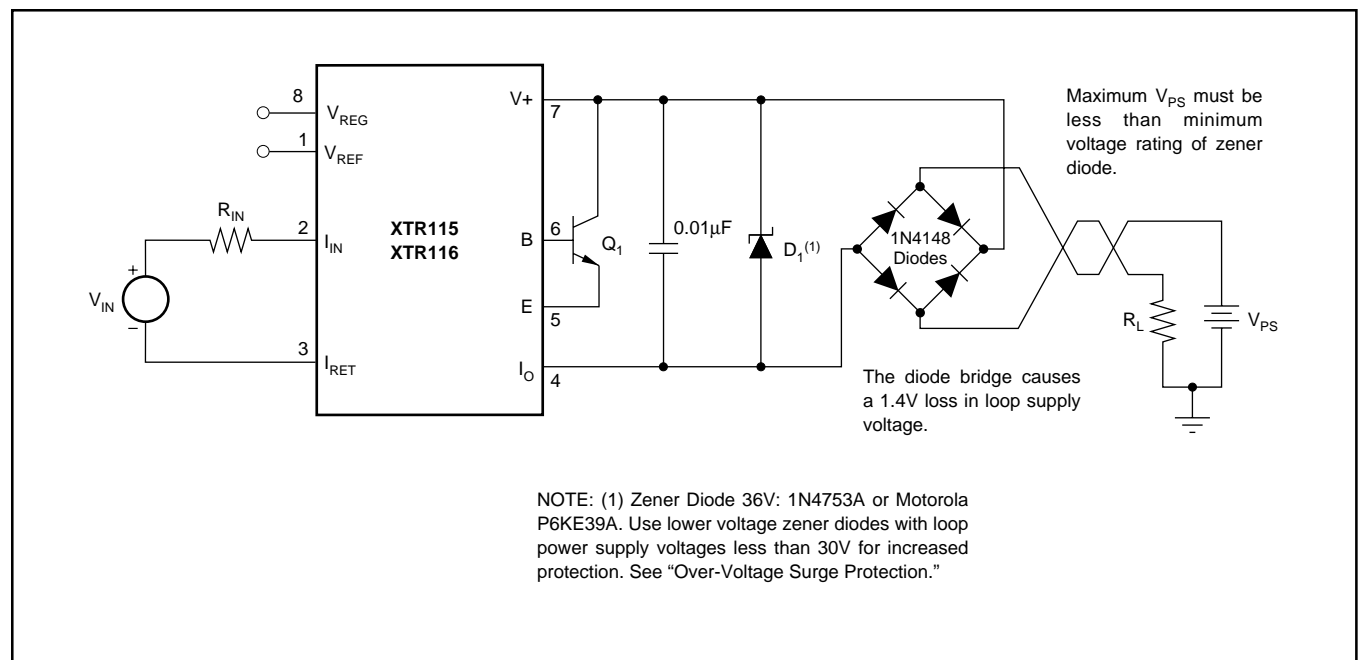 8
V_REG
1
V_REF
R_IN
2
I_IN
V_IN
+
−
3
I_RET
XTR115
XTR116
V+
7
6
B
Q_1
E
5
I_O
4
0.01µF
D_1^(1)
1N4148
Diodes
Maximum V_PS must be
less than minimum
voltage rating of zener
diode.
R_L
V_PS
The diode bridge causes
a 1.4V loss in loop supply
voltage.
NOTE: (1) Zener Diode 36V: 1N4753A or Motorola
P6KE39A. Use lower voltage zener diodes with loop
power supply voltages less than 30V for increased
protection. See “Over-Voltage Surge Protection.”